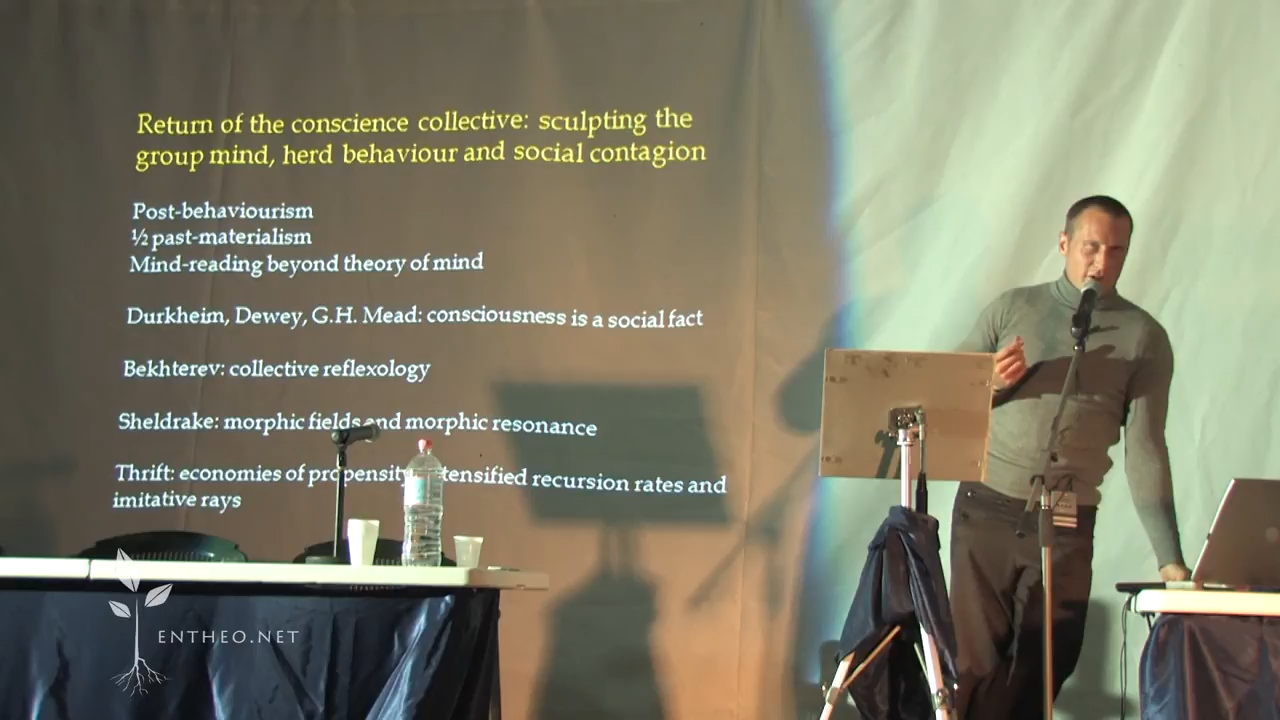 Return of the conscience collective: sculpting the
group mind, herd behaviour and social contagion
Post-behaviourism
½ past-materialism
Mind-reading beyond theory of mind
Durkheim, Dewey, G.H. Mead: consciousness is a social fact
Bekhterev: collective reflexology
Sheldrake: morphic fields and morphic resonance
Thrift: economies of propensity, intensified recursion rates and
imitative rays
ENTHEO.NET